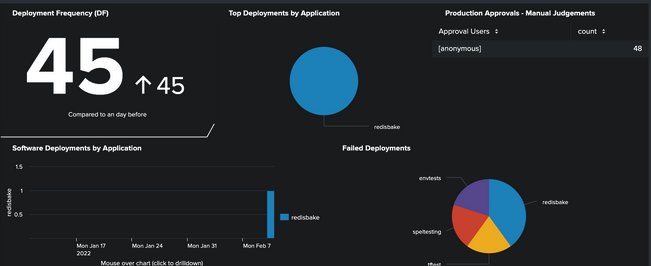 Deployment Frequency (DF)
45
45
Compared to an day before
Top Deployments by Application
redisbake
Production Approvals - Manual Judgements
Approval Users
count
[anonymous]
48
Software Deployments by Application
redisbake
1.5
1
0.5
Mon Jan 17
2022
Mon Jan 24
Mon Jan 31
Mon Feb 7
redisbake
Mouse over chart (click to drilldown)
Failed Deployments
envtests
redisbake
speltesting